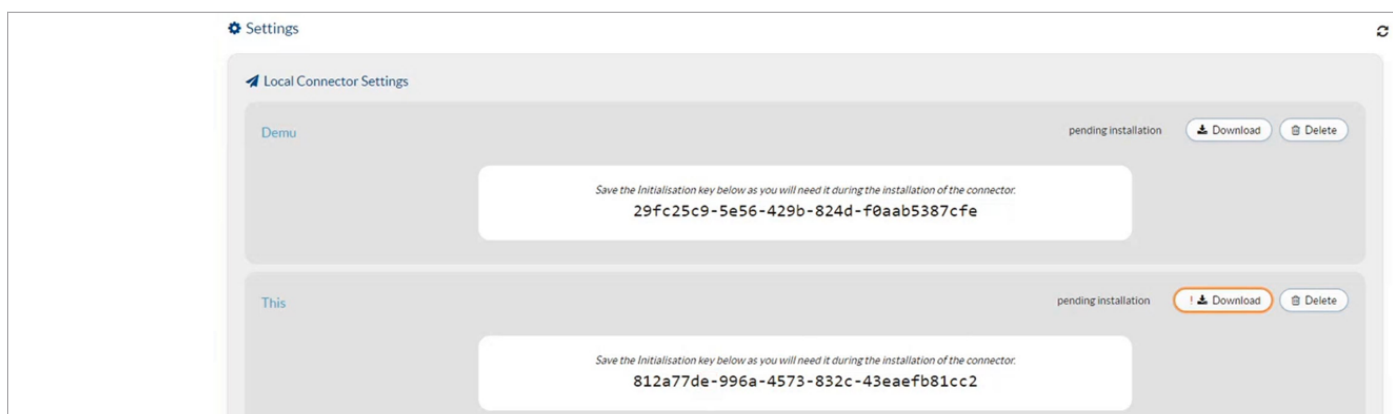 Settings
Local Connector Settings
Demu pending installation Download Delete
Save the Initialisation key below as you will need it during the installation of the connector.
29fc25c9-5e56-429b-824d-f0aab5387cfe
This pending installation ! Download Delete
Save the Initialisation key below as you will need it during the installation of the connector.
812a77de-996a-4573-832c-43eaefb81cc2